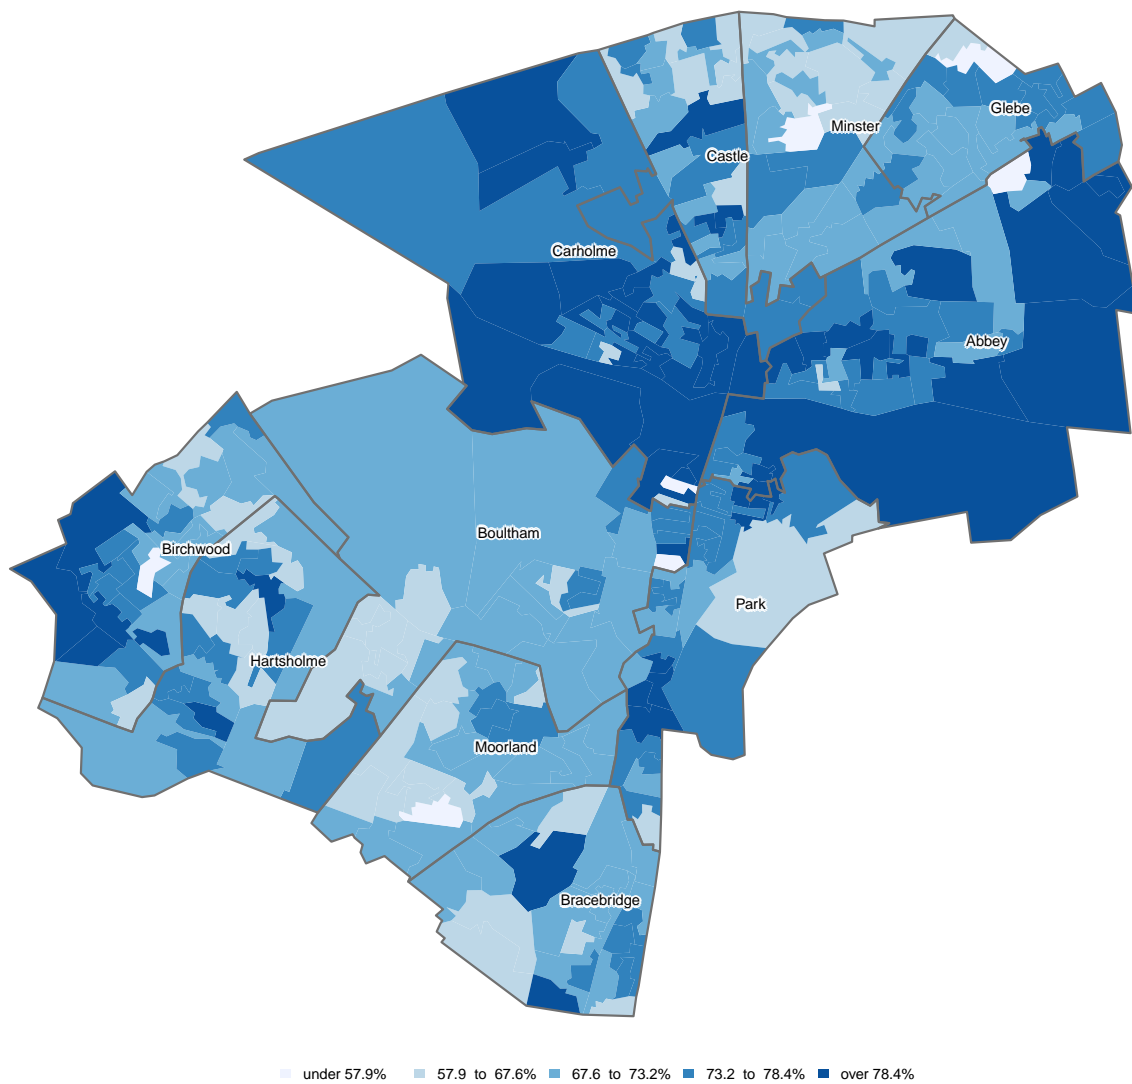 Glebe
Minster
Castle
Carholme
Abbey
Boultham
Birchwood
Park
Hartsholme
Moorland
Bracebridge
under 57.9% 57.9 to 67.6% 67.6 to 73.2% 73.2 to 78.4% over 78.4%